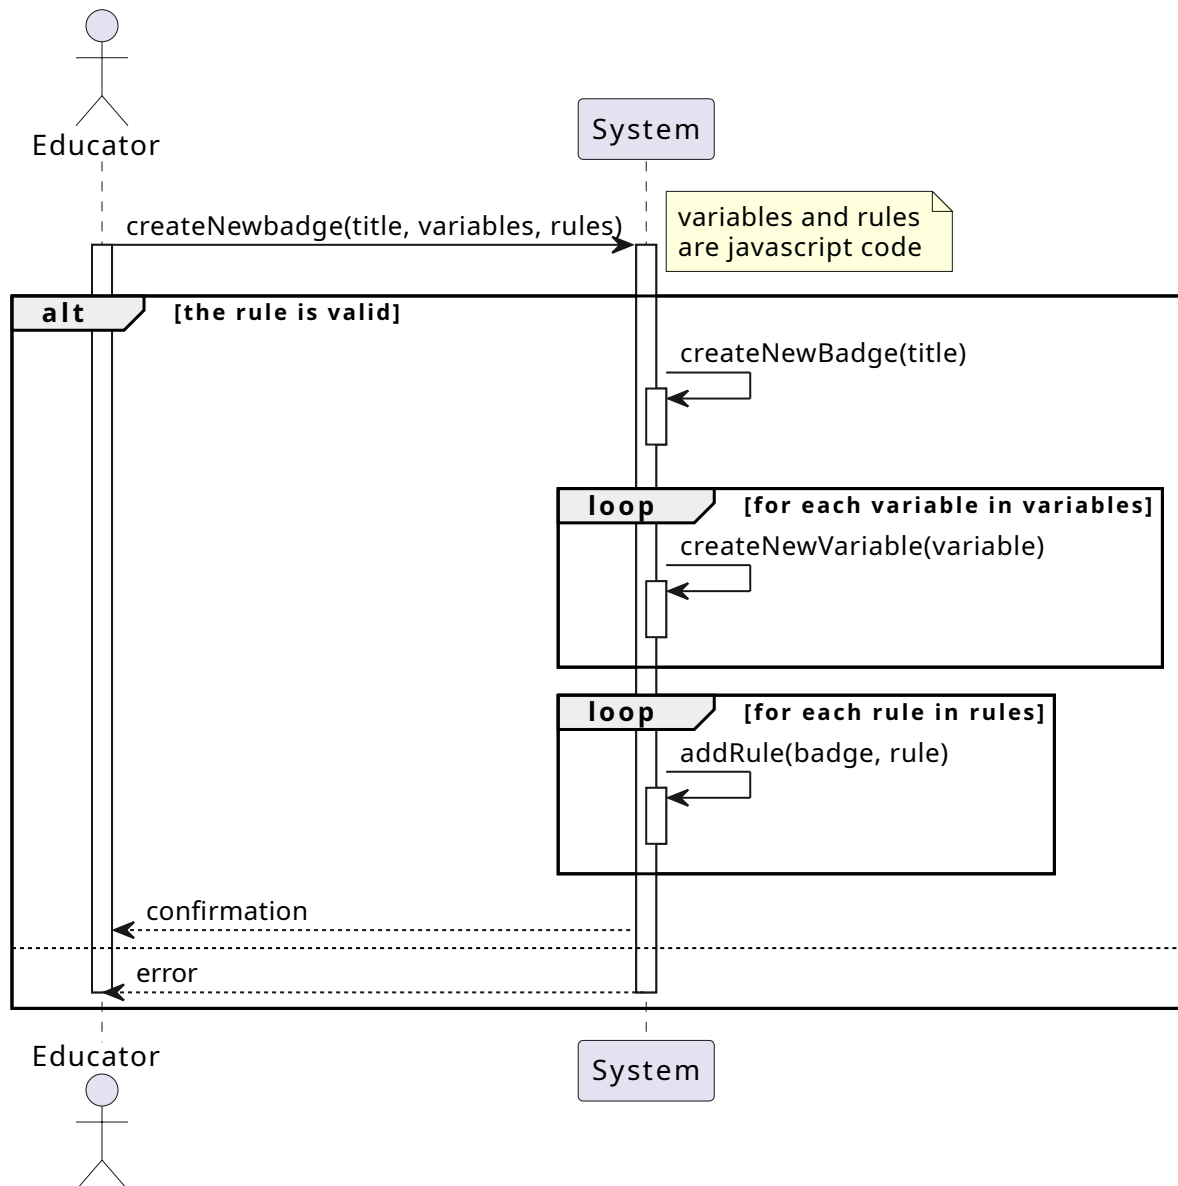 Educator
System
createNewbadge(title, variables, rules)
variables and rules
are javascript code
alt
[the rule is valid]
createNewBadge(title)
loop
[for each variable in variables]
createNewVariable(variable)
loop
[for each rule in rules]
addRule(badge, rule)
confirmation
error
Educator
System